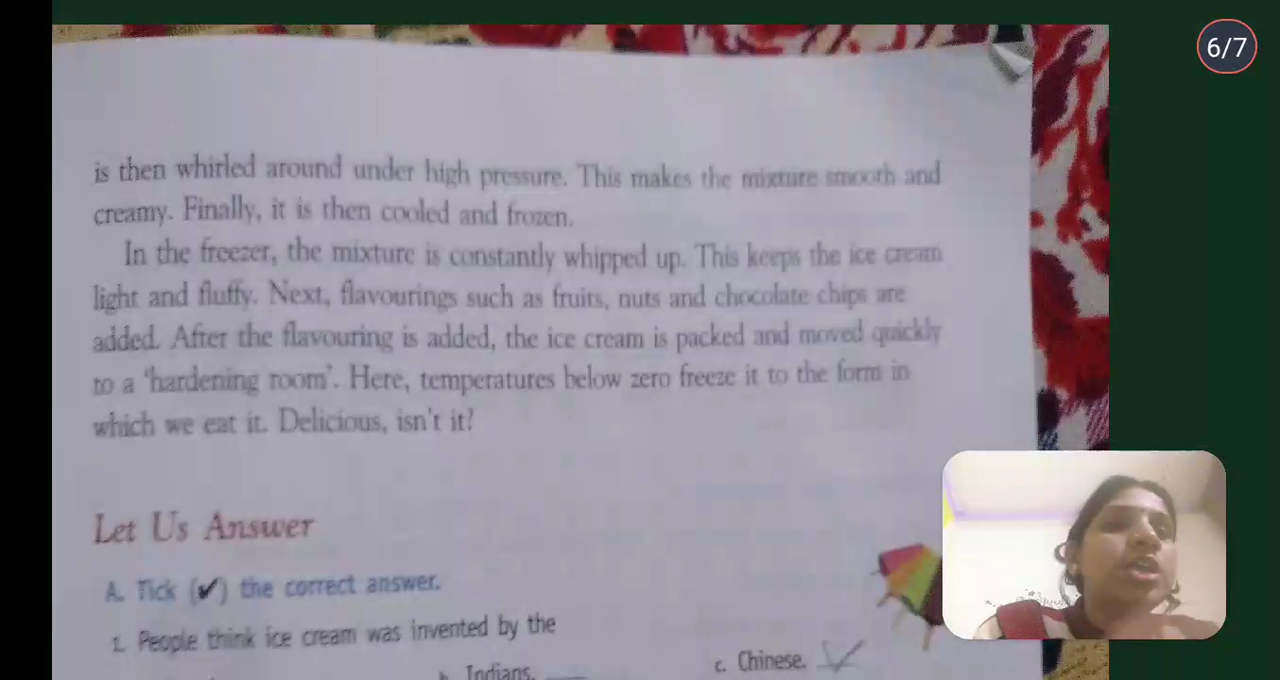 6/7
is then whirled around under high pressure. This makes the mixture smooth and
creamy. Finally, it is then cooled and frozen.
In the freezer, the mixture is constantly whipped up. This keeps the ice cream
light and fluffy. Next, flavourings such as fruits, nuts and chocolate chips are
added. After the flavouring is added, the ice cream is packed and moved quickly
to a 'hardening room'. Here, temperatures below zero freeze it to the form in
which we eat it. Delicious, isn't it?
Let Us Answer
A. Tick (✔) the correct answer.
1. People think ice cream was invented by the
b. Indians. ___ c. Chinese. ✓